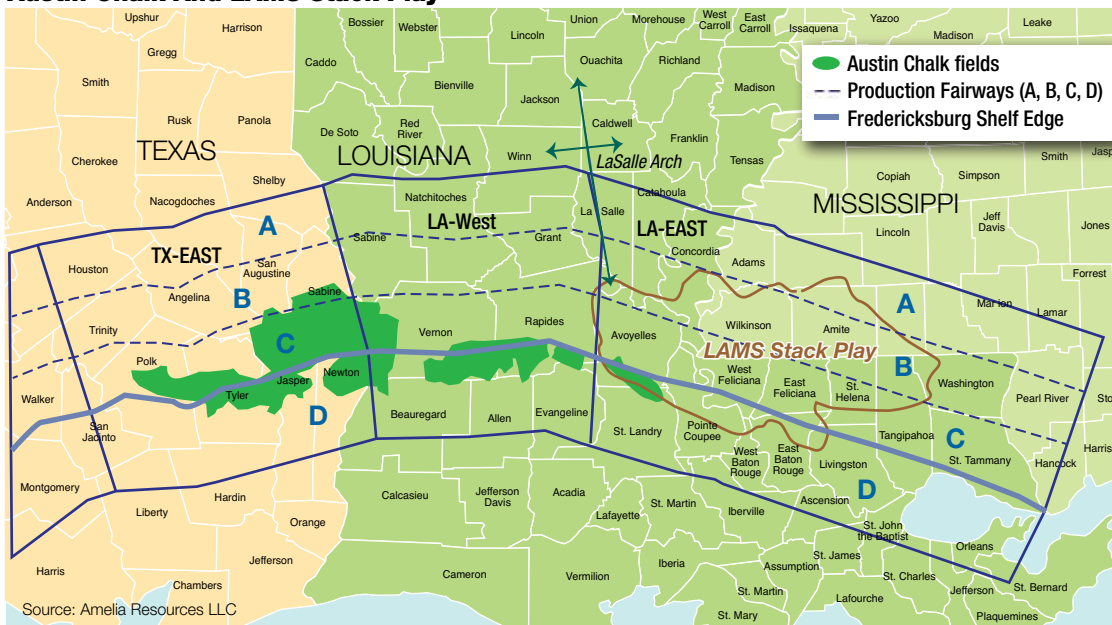 Austin Chalk And LAMS Stack Play
Upshur
Harrison
Gregg
Smith
Rusk
Panola
TEXAS
Cherokee
Shelby
Anderson
Nacogdoches
Bossier
Webster
Union
Morehouse
West
Carroll
East
Carroll
Issaquena
Yazoo
Leake
Madison
Caddo
Lincoln
Ouachita
Richland
Bienville
Jackson
Madison
De Soto
Red
River
Caldwell
Franklin
LOUISIANA
Winn
LaSalle Arch
Tensas
Austin Chalk fields
Production Fairways (A, B, C, D)
Fredericksburg Shelf Edge
Smith
Copiah
Simpson
MISSISSIPPI
Natchitoches
Catahoula
La Salle
Jeff
Davis
Jones
Lincoln
A
LA-West
LA-EAST
Sabine
Grant
Concordia
Adams
TX-EAST
Houston
San
Augustine
Forrest
Angelina
B
Sabine
A
Marion
Lamar
Trinity
Vernon
Rapides
Avoyelles
Wilkinson
Amite
C
LAMS Stack Play
Polk
Jasper
Newton
Tyler
West
Feliciana
East
Feliciana
St.
Helena
B
Washington
Pearl River
Walker
D
San
Jacinto
Beauregard
Allen
Evangeline
St. Landry
Pointe
Coupee
Tangipahoa
C
St. Tammany
Hancock
Harris
West
Baton
Rouge
East
Baton
Rouge
Livingston
D
Montgomery
Hardin
Liberty
Orange
Calcasieu
Jefferson
Davis
Acadia
Lafayette
St. Martin
Iberville
Ascension
St. John
the Baptist
Orleans
Harris
Jefferson
Chambers
Cameron
Vermilion
Iberia
Assumption
St. James
St. Charles
St. Bernard
St. Martin
Lafourche
Jefferson
St. Mary
Plaquemines
Source: Amelia Resources LLC